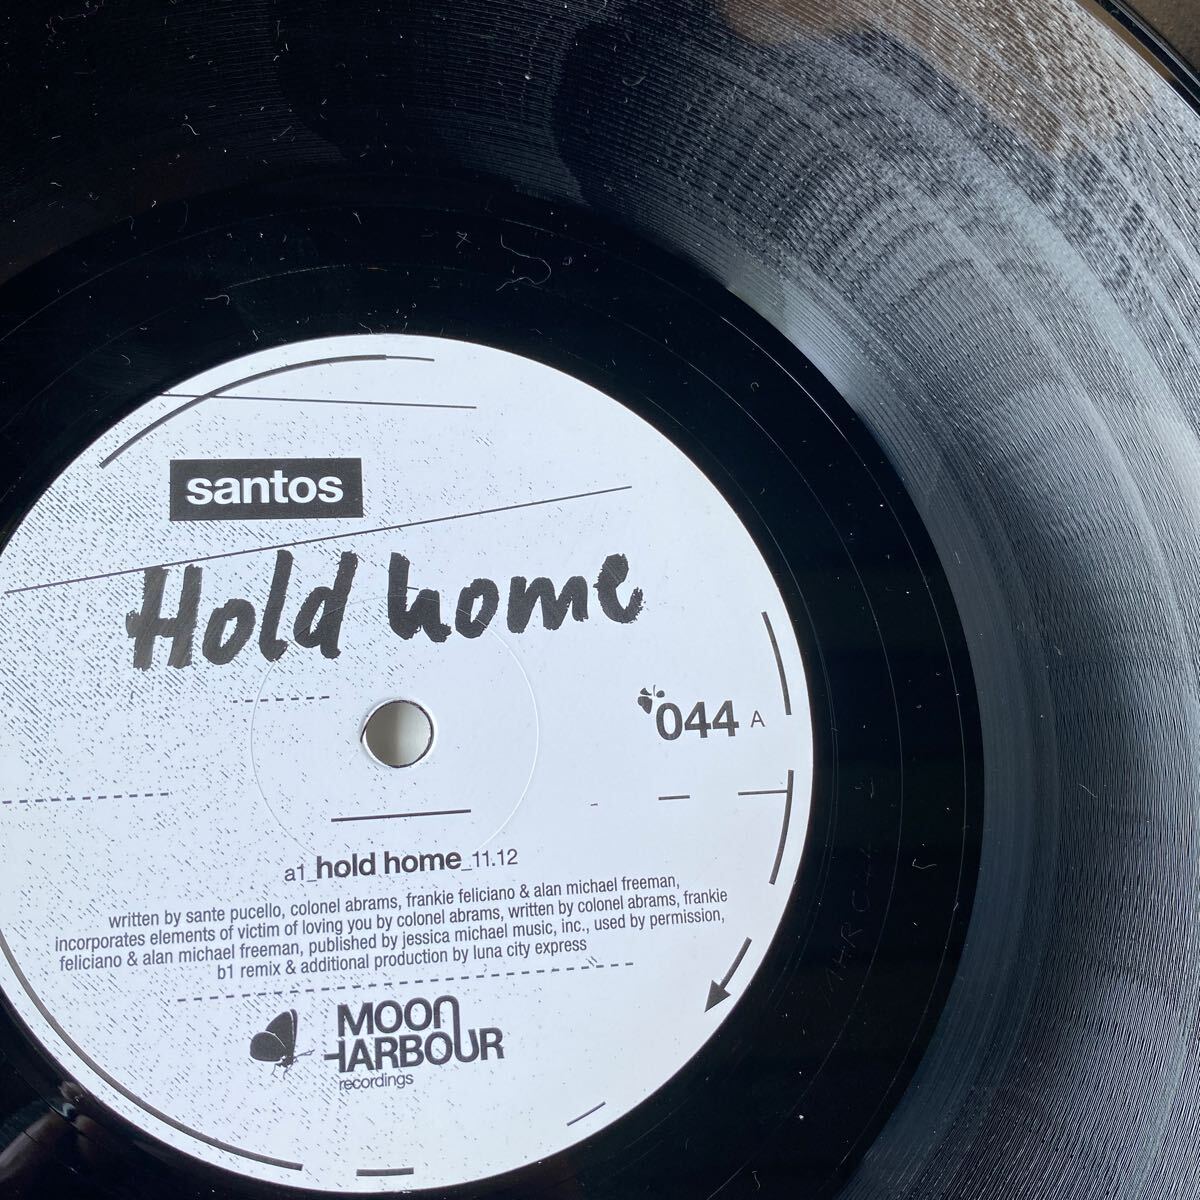 santos
Hold home
044 A
a1_hold home_11.12
written by sante pucello, colonel abrams, frankie feliciano & alan michael freeman,
incorporates elements of victim of loving you by colonel abrams, written by colonel abrams, frankie
feliciano & alan michael freeman, published by jessica michael music, inc., used by permission,
b1 remix & additional production by luna city express
MOON
HARBOUR
recordings